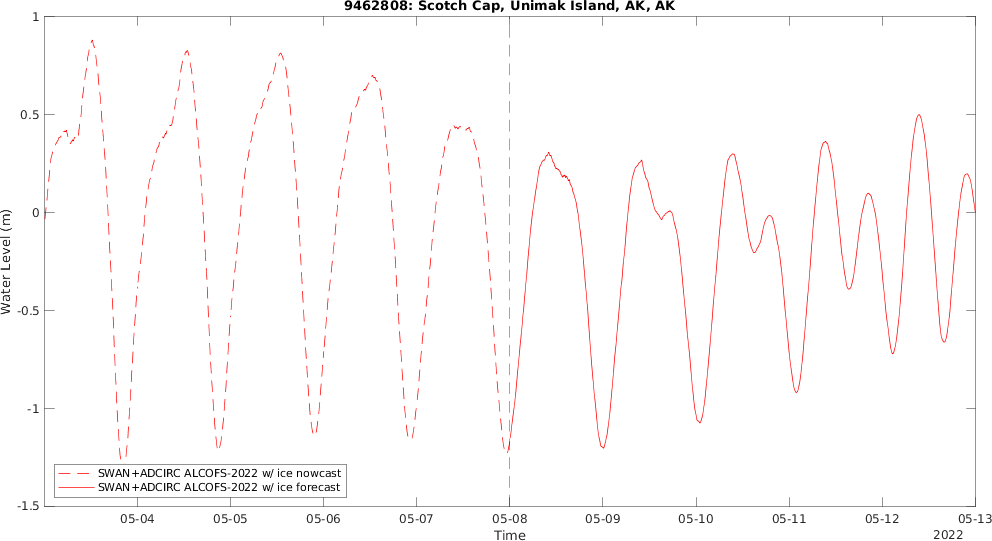 9462808: Scotch Cap, Unimak Island, AK, AK
Water Level (m)
1
0.5
0
-0.5
-1
-1.5
SWAN+ADCIRC ALCOFS-2022 w/ ice nowcast
SWAN+ADCIRC ALCOFS-2022 w/ ice forecast
05-04 05-05 05-06 05-07 05-08 05-09 05-10 05-11 05-12 05-13
Time
2022